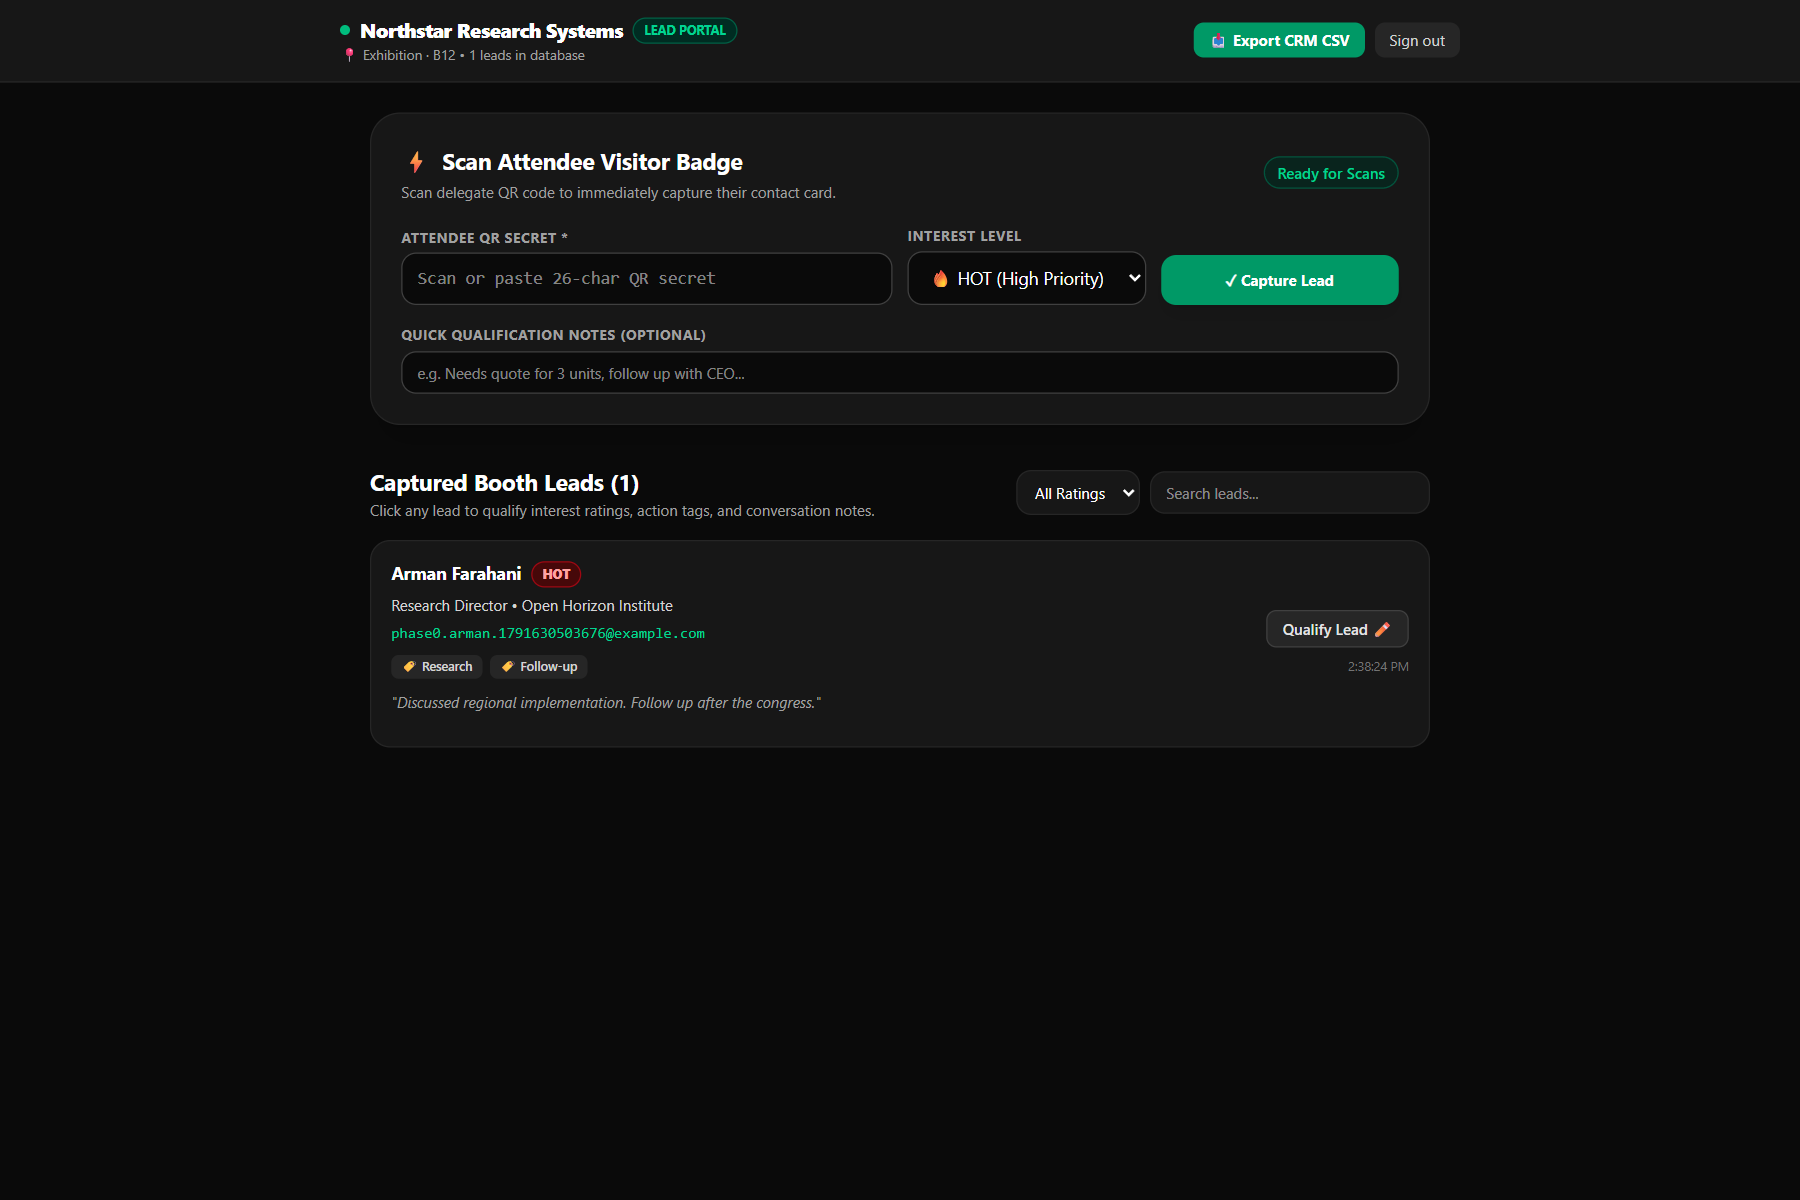 Northstar Research Systems LEAD PORTAL
📍 Exhibition · B12 • 1 leads in database
Export CRM CSV
Sign out
Scan Attendee Visitor Badge
Scan delegate QR code to immediately capture their contact card.
Ready for Scans
ATTENDEE QR SECRET *
Scan or paste 26-char QR secret
INTEREST LEVEL
🔥 HOT (High Priority)
✓ Capture Lead
QUICK QUALIFICATION NOTES (OPTIONAL)
e.g. Needs quote for 3 units, follow up with CEO...
Captured Booth Leads (1)
Click any lead to qualify interest ratings, action tags, and conversation notes.
All Ratings
Search leads...
Arman Farahani HOT
Research Director • Open Horizon Institute
phase0.arman.1791630503676@example.com
Research Follow-up
"Discussed regional implementation. Follow up after the congress."
Qualify Lead
2:38:24 PM